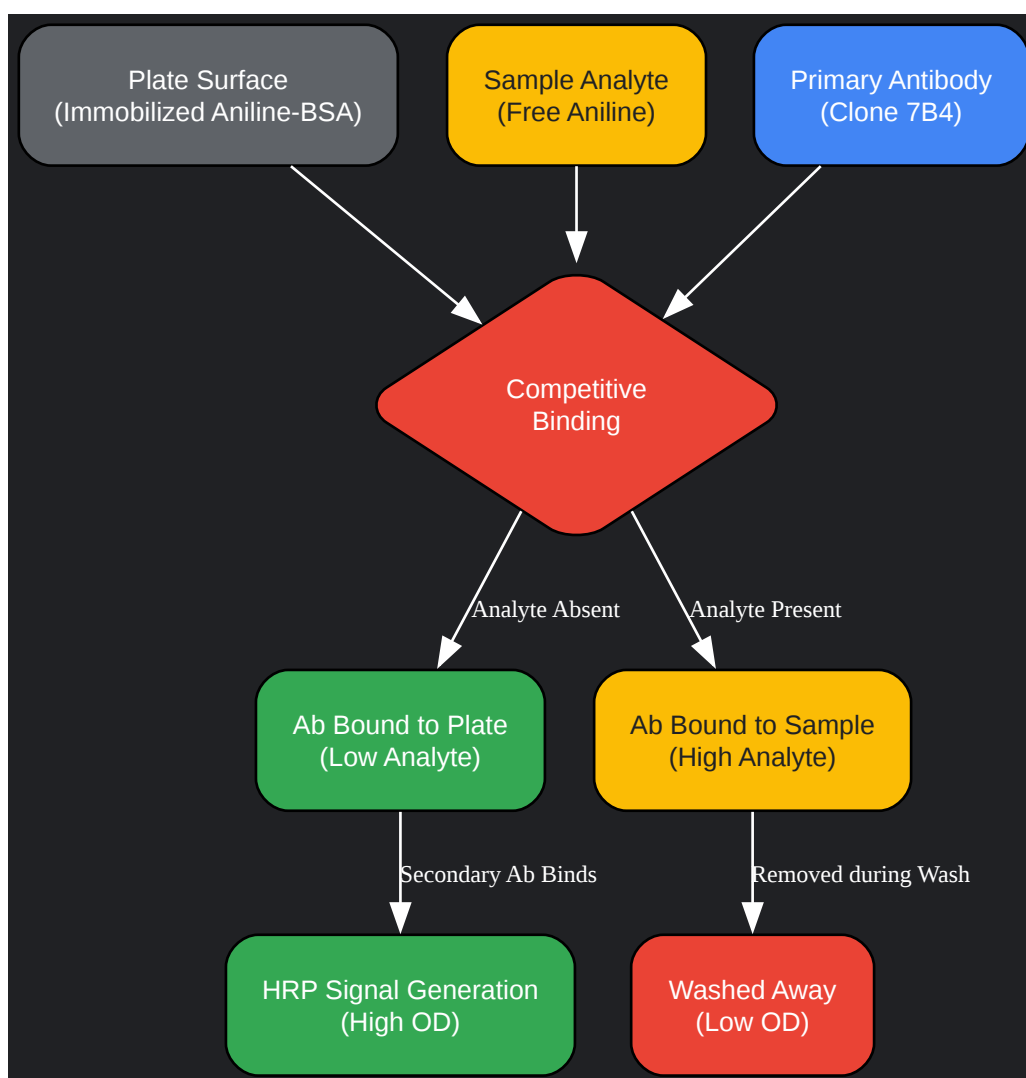 Plate Surface
(Immobilized Aniline-BSA)
Sample Analyte
(Free Aniline)
Primary Antibody
(Clone 7B4)
Competitive
Binding
Analyte Absent
Analyte Present
Ab Bound to Plate
(Low Analyte)
Ab Bound to Sample
(High Analyte)
Secondary Ab Binds
Removed during Wash
HRP Signal Generation
(High OD)
Washed Away
(Low OD)